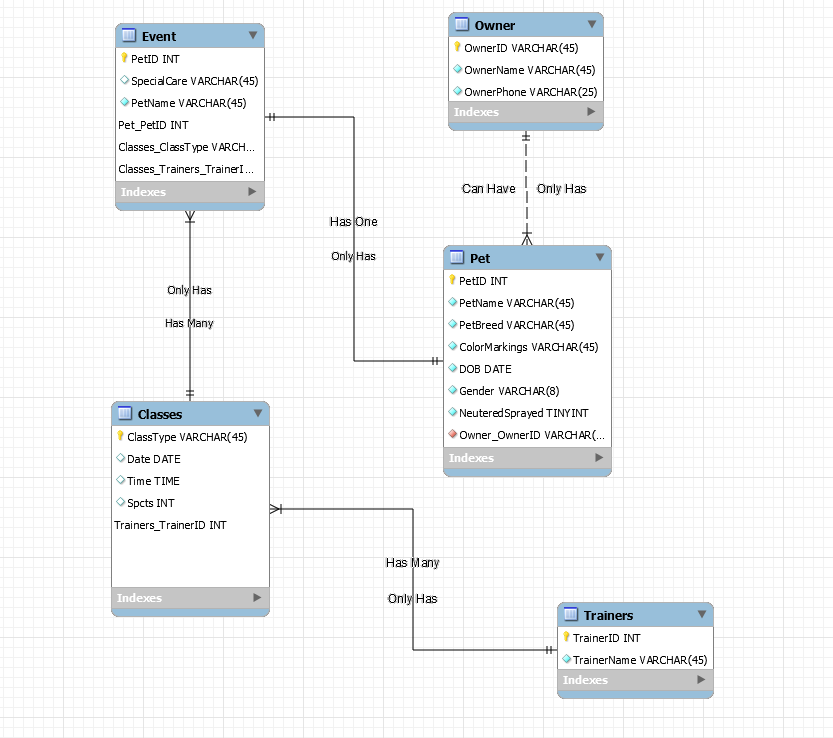 Event
PetID INT
SpecialCare VARCHAR(45)
PetName VARCHAR(45)
Pet_PetID INT
Classes_ClassType VARCH...
Classes_Trainers_TrainerI...
Indexes
Owner
OwnerID VARCHAR(45)
OwnerName VARCHAR(45)
OwnerPhone VARCHAR(25)
Indexes
Can Have
Only Has
Has One
Only Has
Pet
PetID INT
PetName VARCHAR(45)
PetBreed VARCHAR(45)
ColorMarkings VARCHAR(45)
DOB DATE
Gender VARCHAR(8)
NeuteredSprayed TINYINT
Owner_OwnerID VARCHAR(...
Indexes
Only Has
Has Many
Classes
ClassType VARCHAR(45)
Date DATE
Time TIME
Spcts INT
Trainers_TrainerID INT
Indexes
Has Many
Only Has
Trainers
TrainerID INT
TrainerName VARCHAR(45)
Indexes